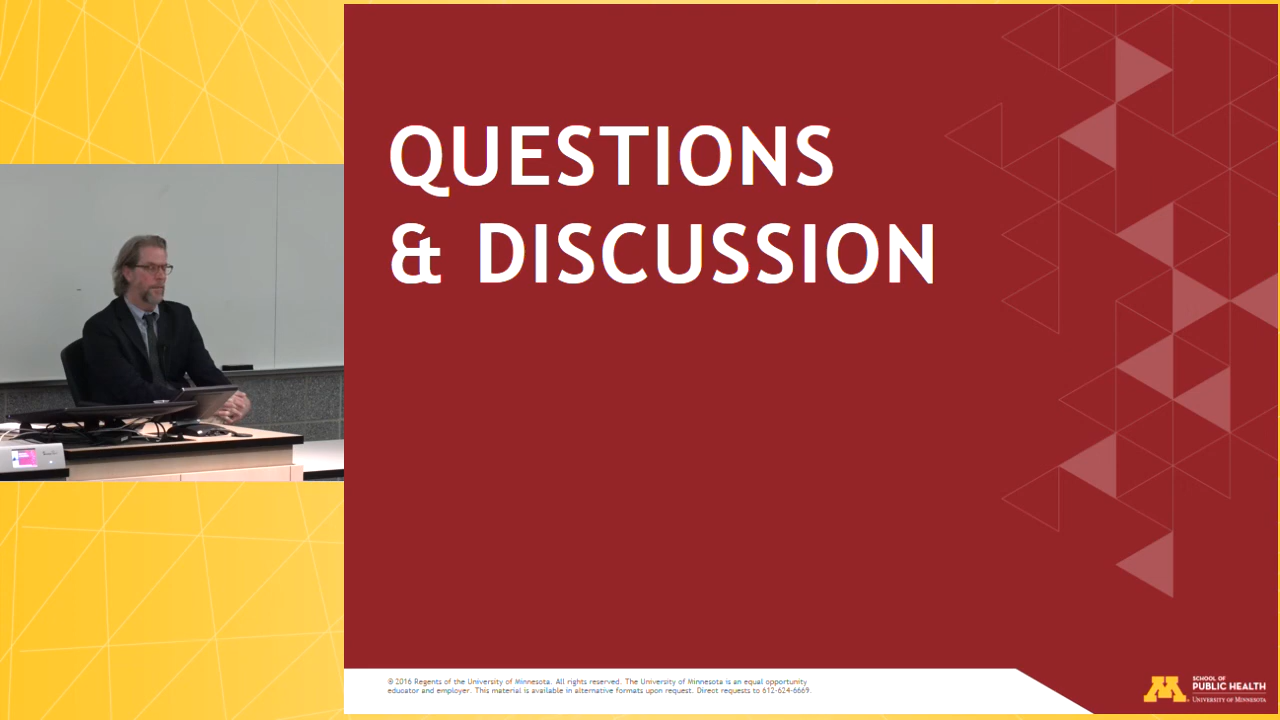 QUESTIONS
& DISCUSSION
© 2016 Regents of the University of Minnesota. All rights reserved. The University of Minnesota is an equal opportunity
educator and employer. This material is available in alternative formats upon request. Direct requests to 612-624-6669.
SCHOOL OF
PUBLIC HEALTH
UNIVERSITY OF MINNESOTA